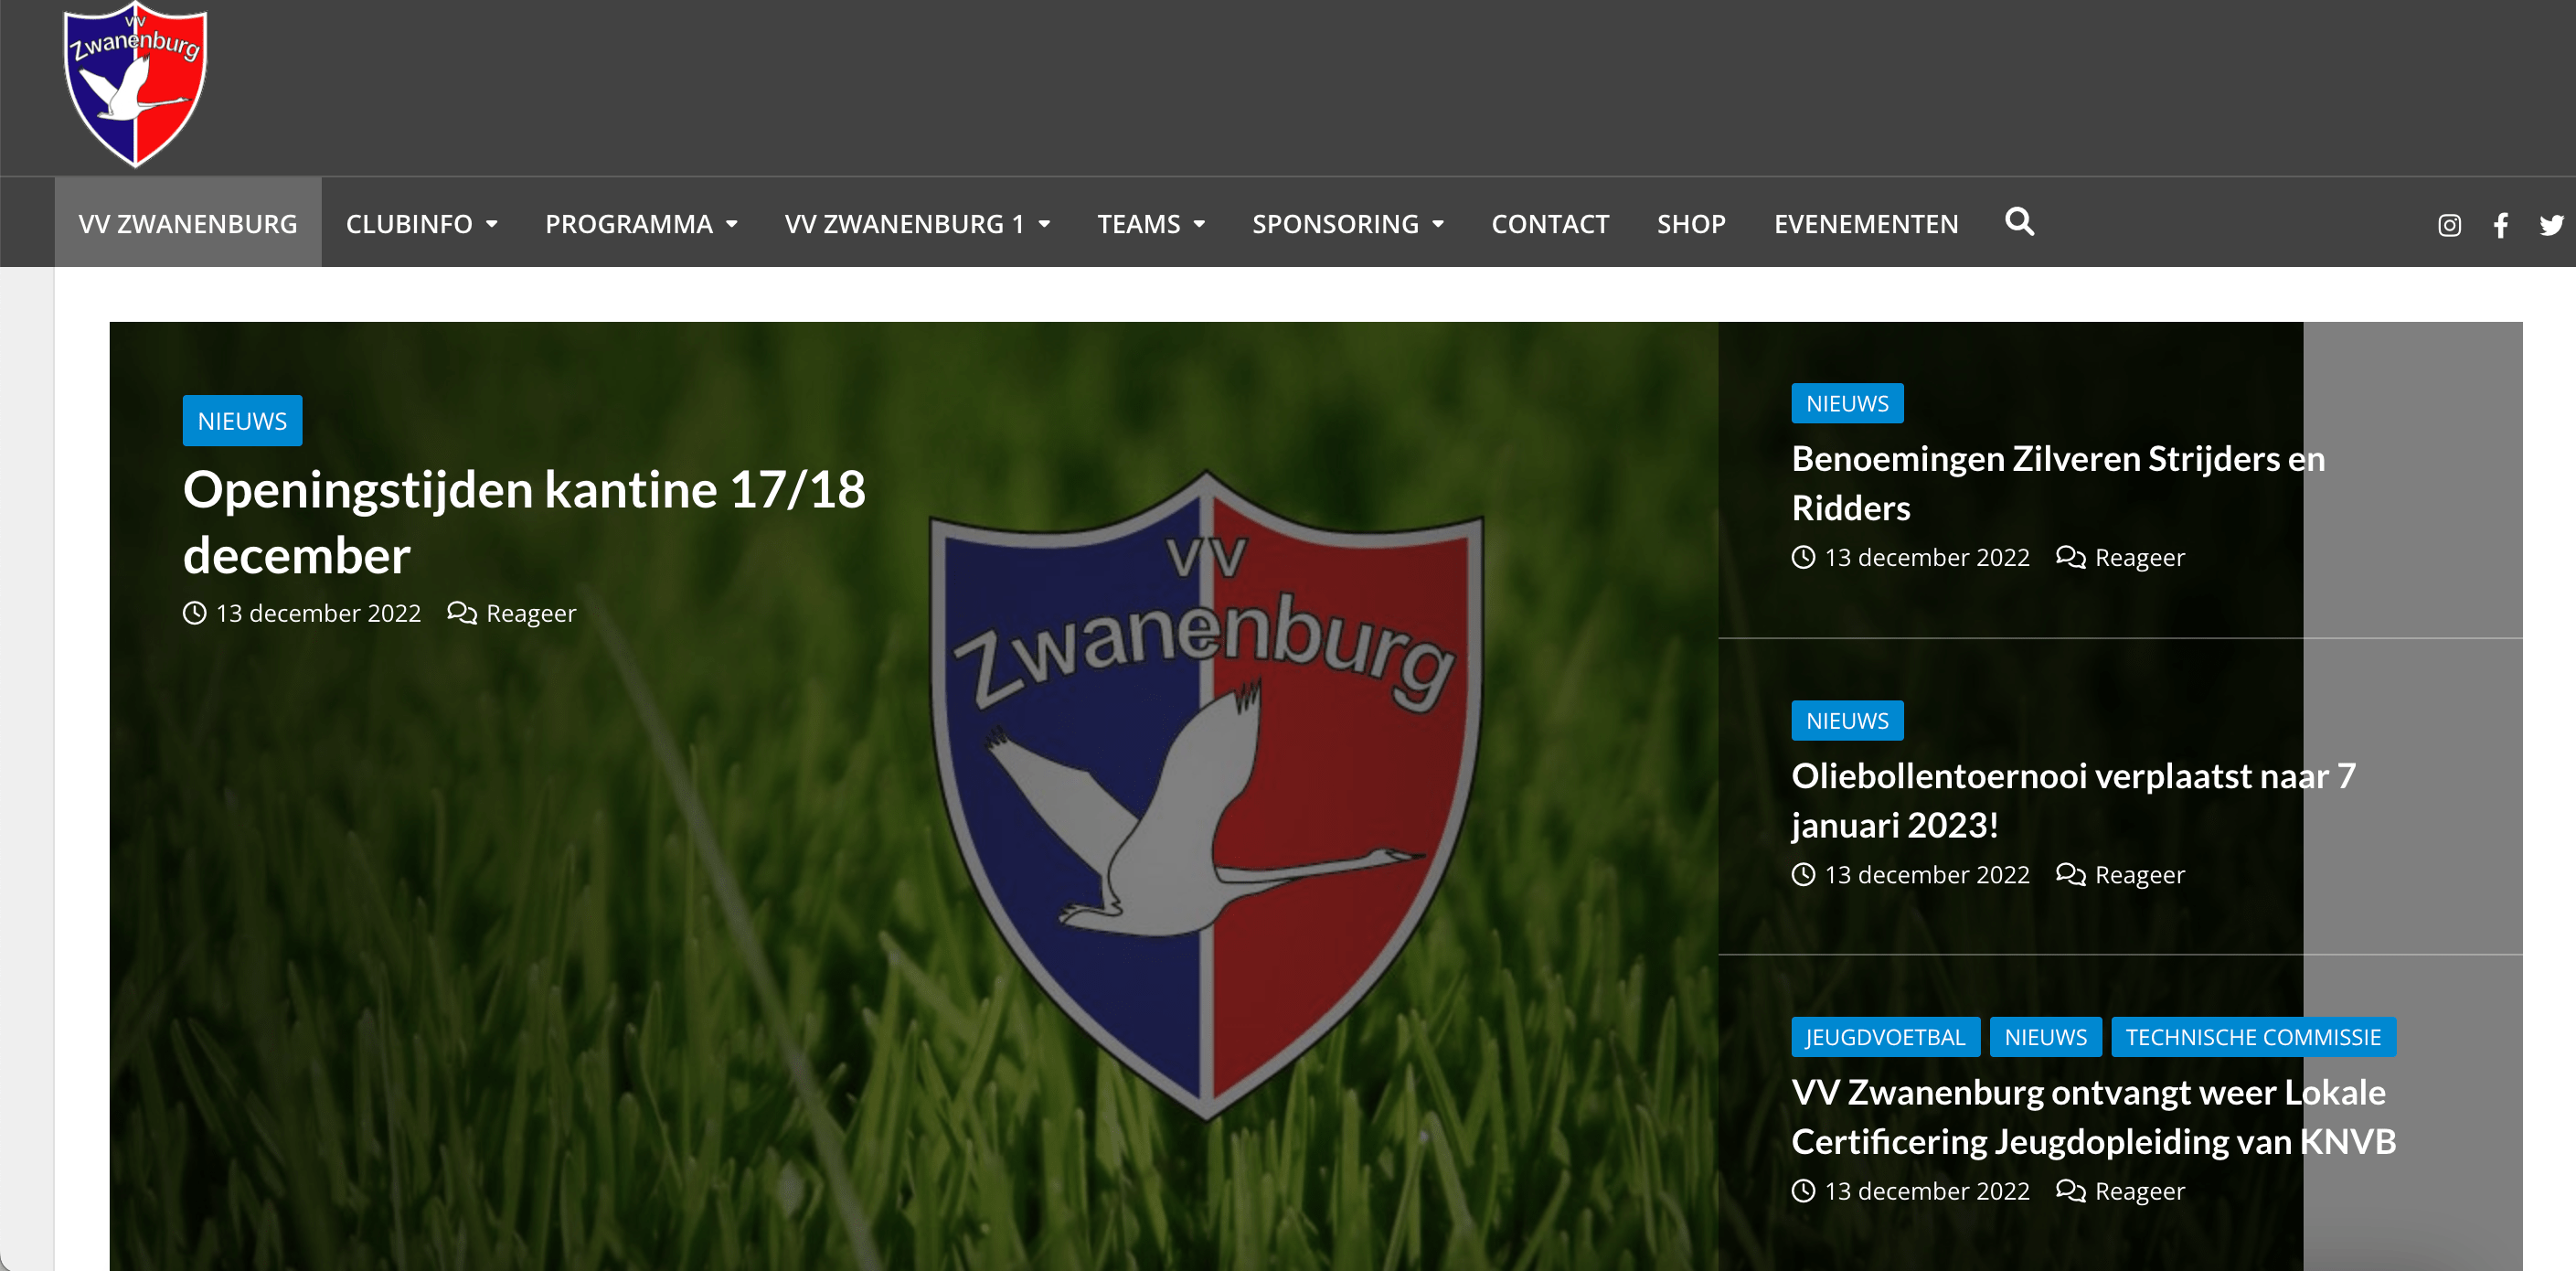 VV
Zwanenburg
VV ZWANENBURG CLUBINFO PROGRAMMA VV ZWANENBURG 1 TEAMS SPONSORING CONTACT SHOP EVENEMENTEN
NIEUWS
Openingstijden kantine 17/18
december
13 december 2022 Reageer
VV
Zwanenburg
NIEUWS
Benoemingen Zilveren Strijders en
Ridders
13 december 2022 Reageer
NIEUWS
Oliebollentoernooi verplaatst naar 7
januari 2023!
13 december 2022 Reageer
JEUGDVOETBAL NIEUWS TECHNISCHE COMMISSIE
VV Zwanenburg ontvangt weer Lokale
Certificering Jeugdopleiding van KNVB
13 december 2022 Reageer